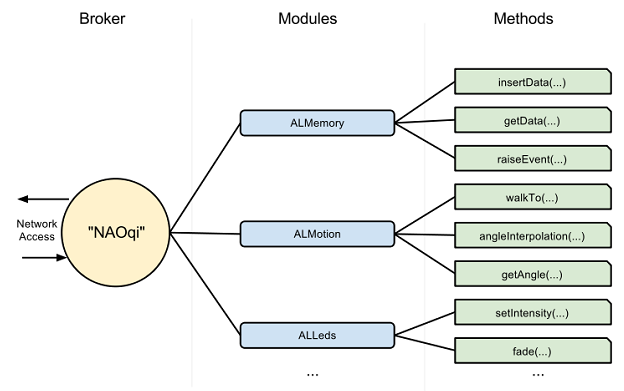 Broker
Modules
Methods
insertData(...)
ALMemory
getData(...)
raiseEvent(...)
Network
Access
"NAOqi"
walkTo(...)
ALMotion
angleInterpolation(...)
getAngle(...)
setIntensity(...)
ALLeds
fade(...)
...
...